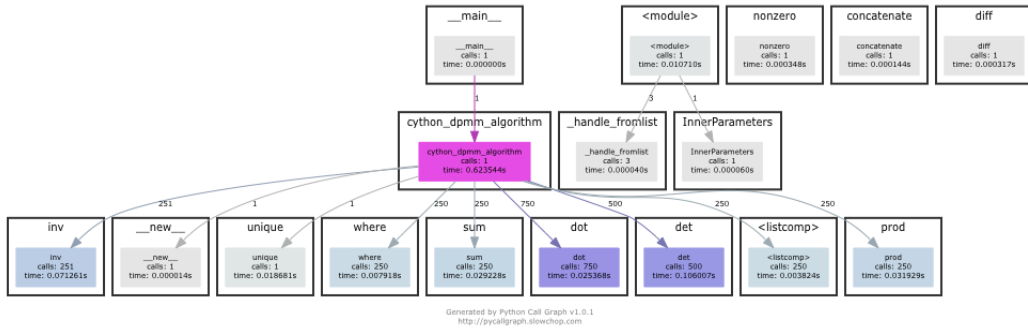 __main__
__main__
calls: 1
time: 0.000000s
<module>
<module>
calls: 1
time: 0.010710s
nonzero
nonzero
calls: 1
time: 0.000348s
concatenate
concatenate
calls: 1
time: 0.000144s
diff
diff
calls: 1
time: 0.000317s
1
3
1
cython_dpmm_algorithm
cython_dpmm_algorithm
calls: 1
time: 0.623544s
_handle_fromlist
_handle_fromlist
calls: 3
time: 0.000040s
InnerParameters
InnerParameters
calls: 1
time: 0.000060s
251
1
1
250
250
750
500
250
250
inv
inv
calls: 251
time: 0.071261s
__new__
__new__
calls: 1
time: 0.000014s
unique
unique
calls: 1
time: 0.018681s
where
where
calls: 250
time: 0.007918s
sum
sum
calls: 250
time: 0.029228s
dot
dot
calls: 750
time: 0.025368s
det
det
calls: 500
time: 0.106007s
<listcomp>
<listcomp>
calls: 250
time: 0.003824s
prod
prod
calls: 250
time: 0.031929s
Generated by Python Call Graph v1.0.1
http://pycallgraph.slowchop.com